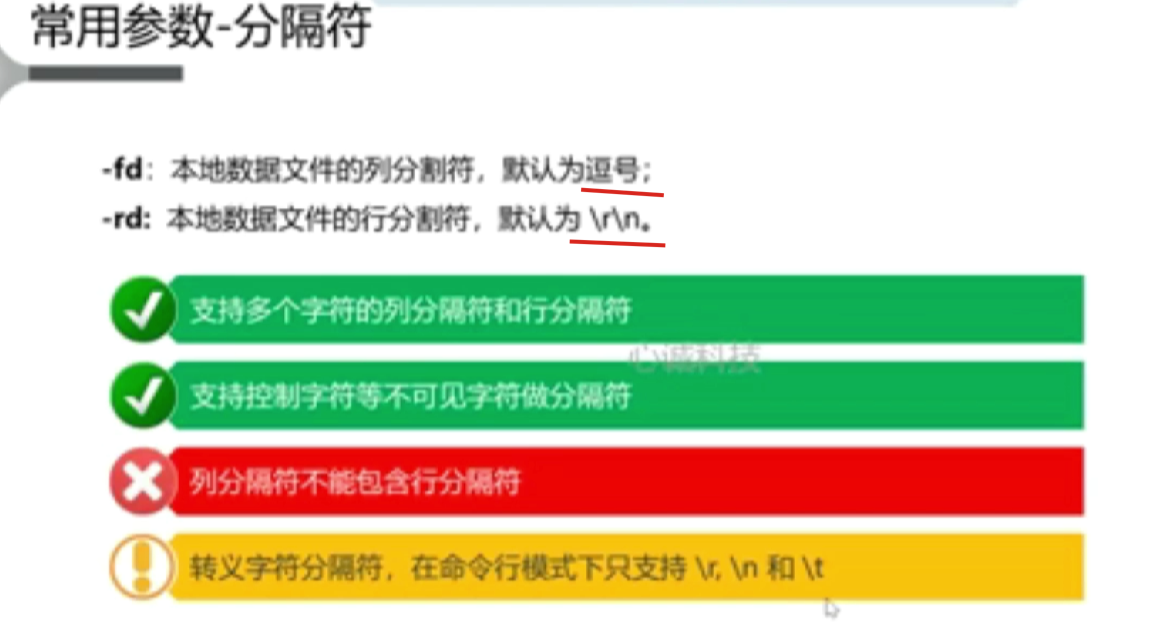 常用参数-分隔符
-fd：本地数据文件的列分割符，默认为逗号；
-rd: 本地数据文件的行分割符，默认为 \r\n。
支持多个字符的列分隔符和行分隔符
心诚科技
支持控制字符等不可见字符做分隔符
列分隔符不能包含行分隔符
转义字符分隔符，在命令行模式下只支持 \r, \n 和 \t